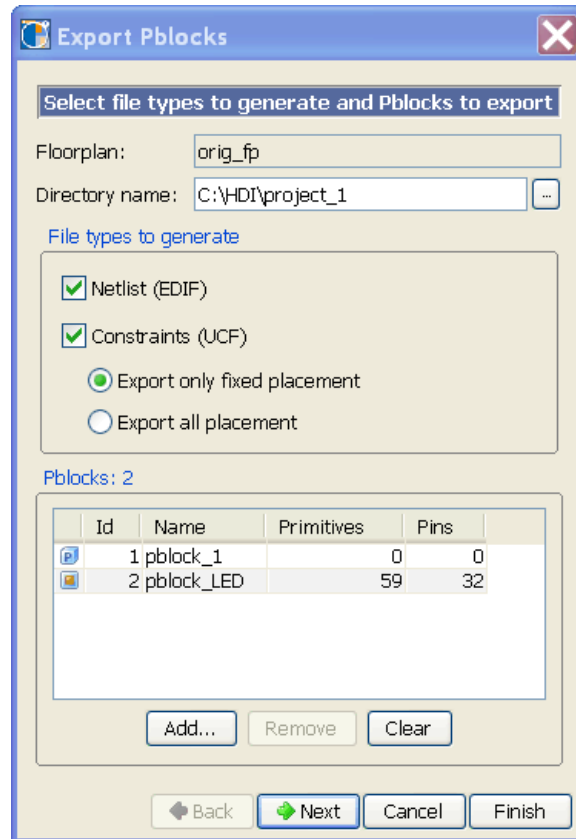 Export Pblocks
Select file types to generate and Pblocks to export
Floorplan: orig_fp
Directory name: C:\HDI\project_1 ...
File types to generate
Netlist (EDIF)
Constraints (UCF)
Export only fixed placement
Export all placement
Pblocks: 2
Id Name Primitives Pins
1 pblock_1 0 0
2 pblock_LED 59 32
Add... Remove Clear
Back Next Cancel Finish